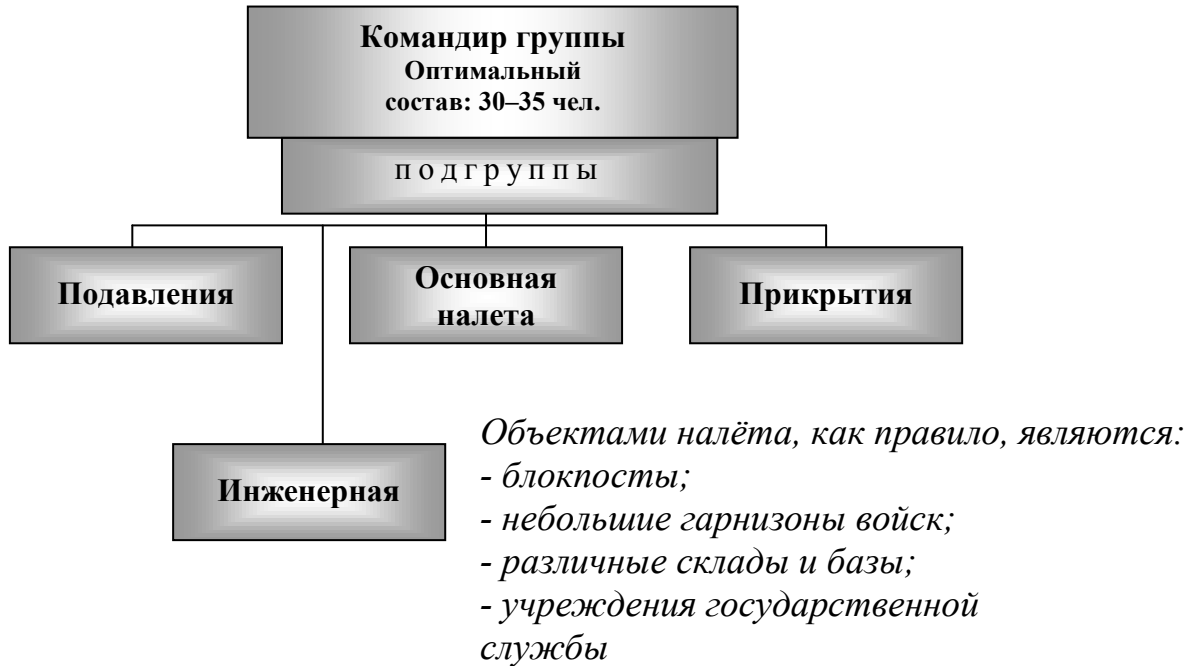 Командир группы
Оптимальный
состав: 30–35 чел.
подгруппы
Подавления
Основная
налета
Прикрытия
Инженерная
Объектами налёта, как правило, являются:
- блокпосты;
- небольшие гарнизоны войск;
- различные склады и базы;
- учреждения государственной
службы